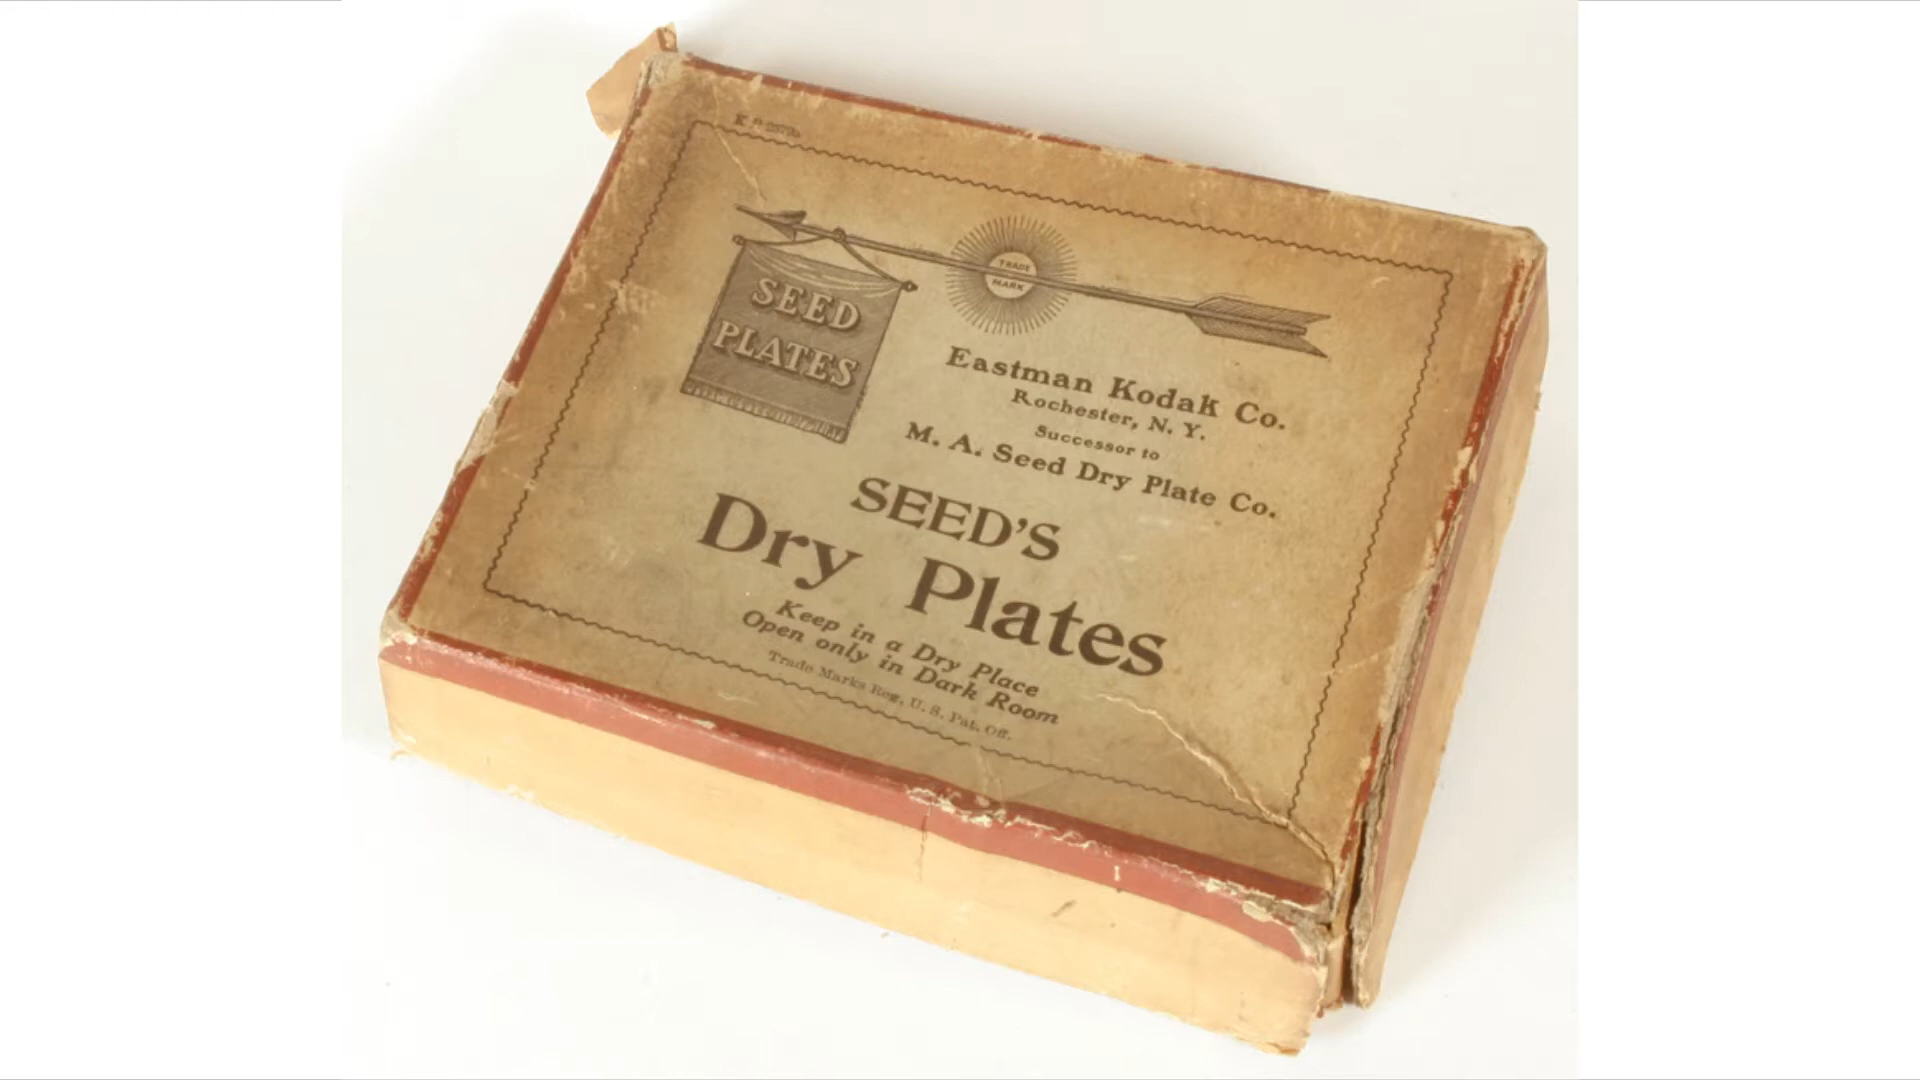 SEED
PLATES
TRADE
MARK
Eastman Kodak Co.
Rochester, N. Y.
Successor to
M. A. Seed Dry Plate Co.
SEED'S
Dry Plates
Keep in a Dry Place
Open only in Dark Room
Trade Marks Reg. U. S. Pat. Off.